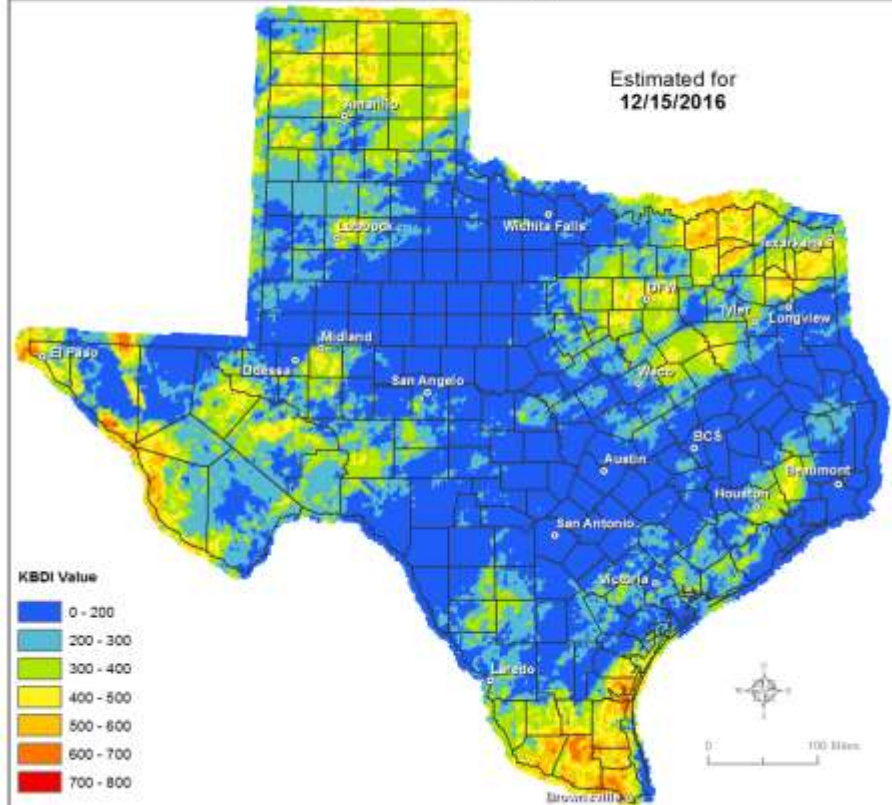 Estimated for
12/15/2016
Amarillo
Lubbock
Wichita Falls
Texarkana
DFW
Tyler
Longview
El Paso
Midland
Odessa
San Angelo
Waco
BCS
Austin
Beaumont
Houston
San Antonio
Victoria
Laredo
Brownsville
KBDI Value
0 - 200
200 - 300
300 - 400
400 - 500
500 - 600
600 - 700
700 - 800
0 100 Miles